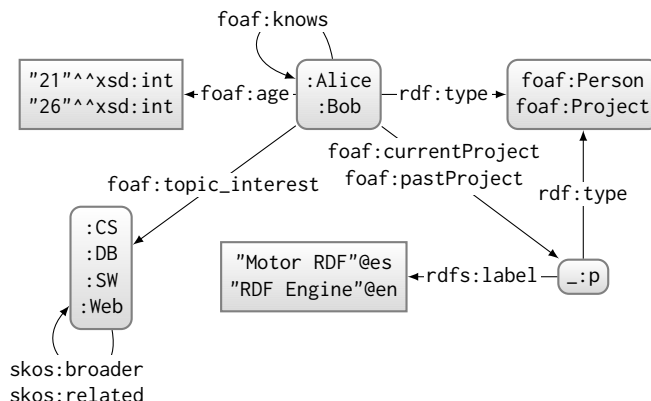 foaf:knows
"21"^^xsd:int
"26"^^xsd:int
foaf:age
:Alice
:Bob
rdf:type
foaf:Person
foaf:Project
foaf:currentProject
foaf:pastProject
foaf:topic_interest
rdf:type
:CS
:DB
:SW
:Web
"Motor RDF"@es
"RDF Engine"@en
rdfs:label
_:p
skos:broader
skos:related